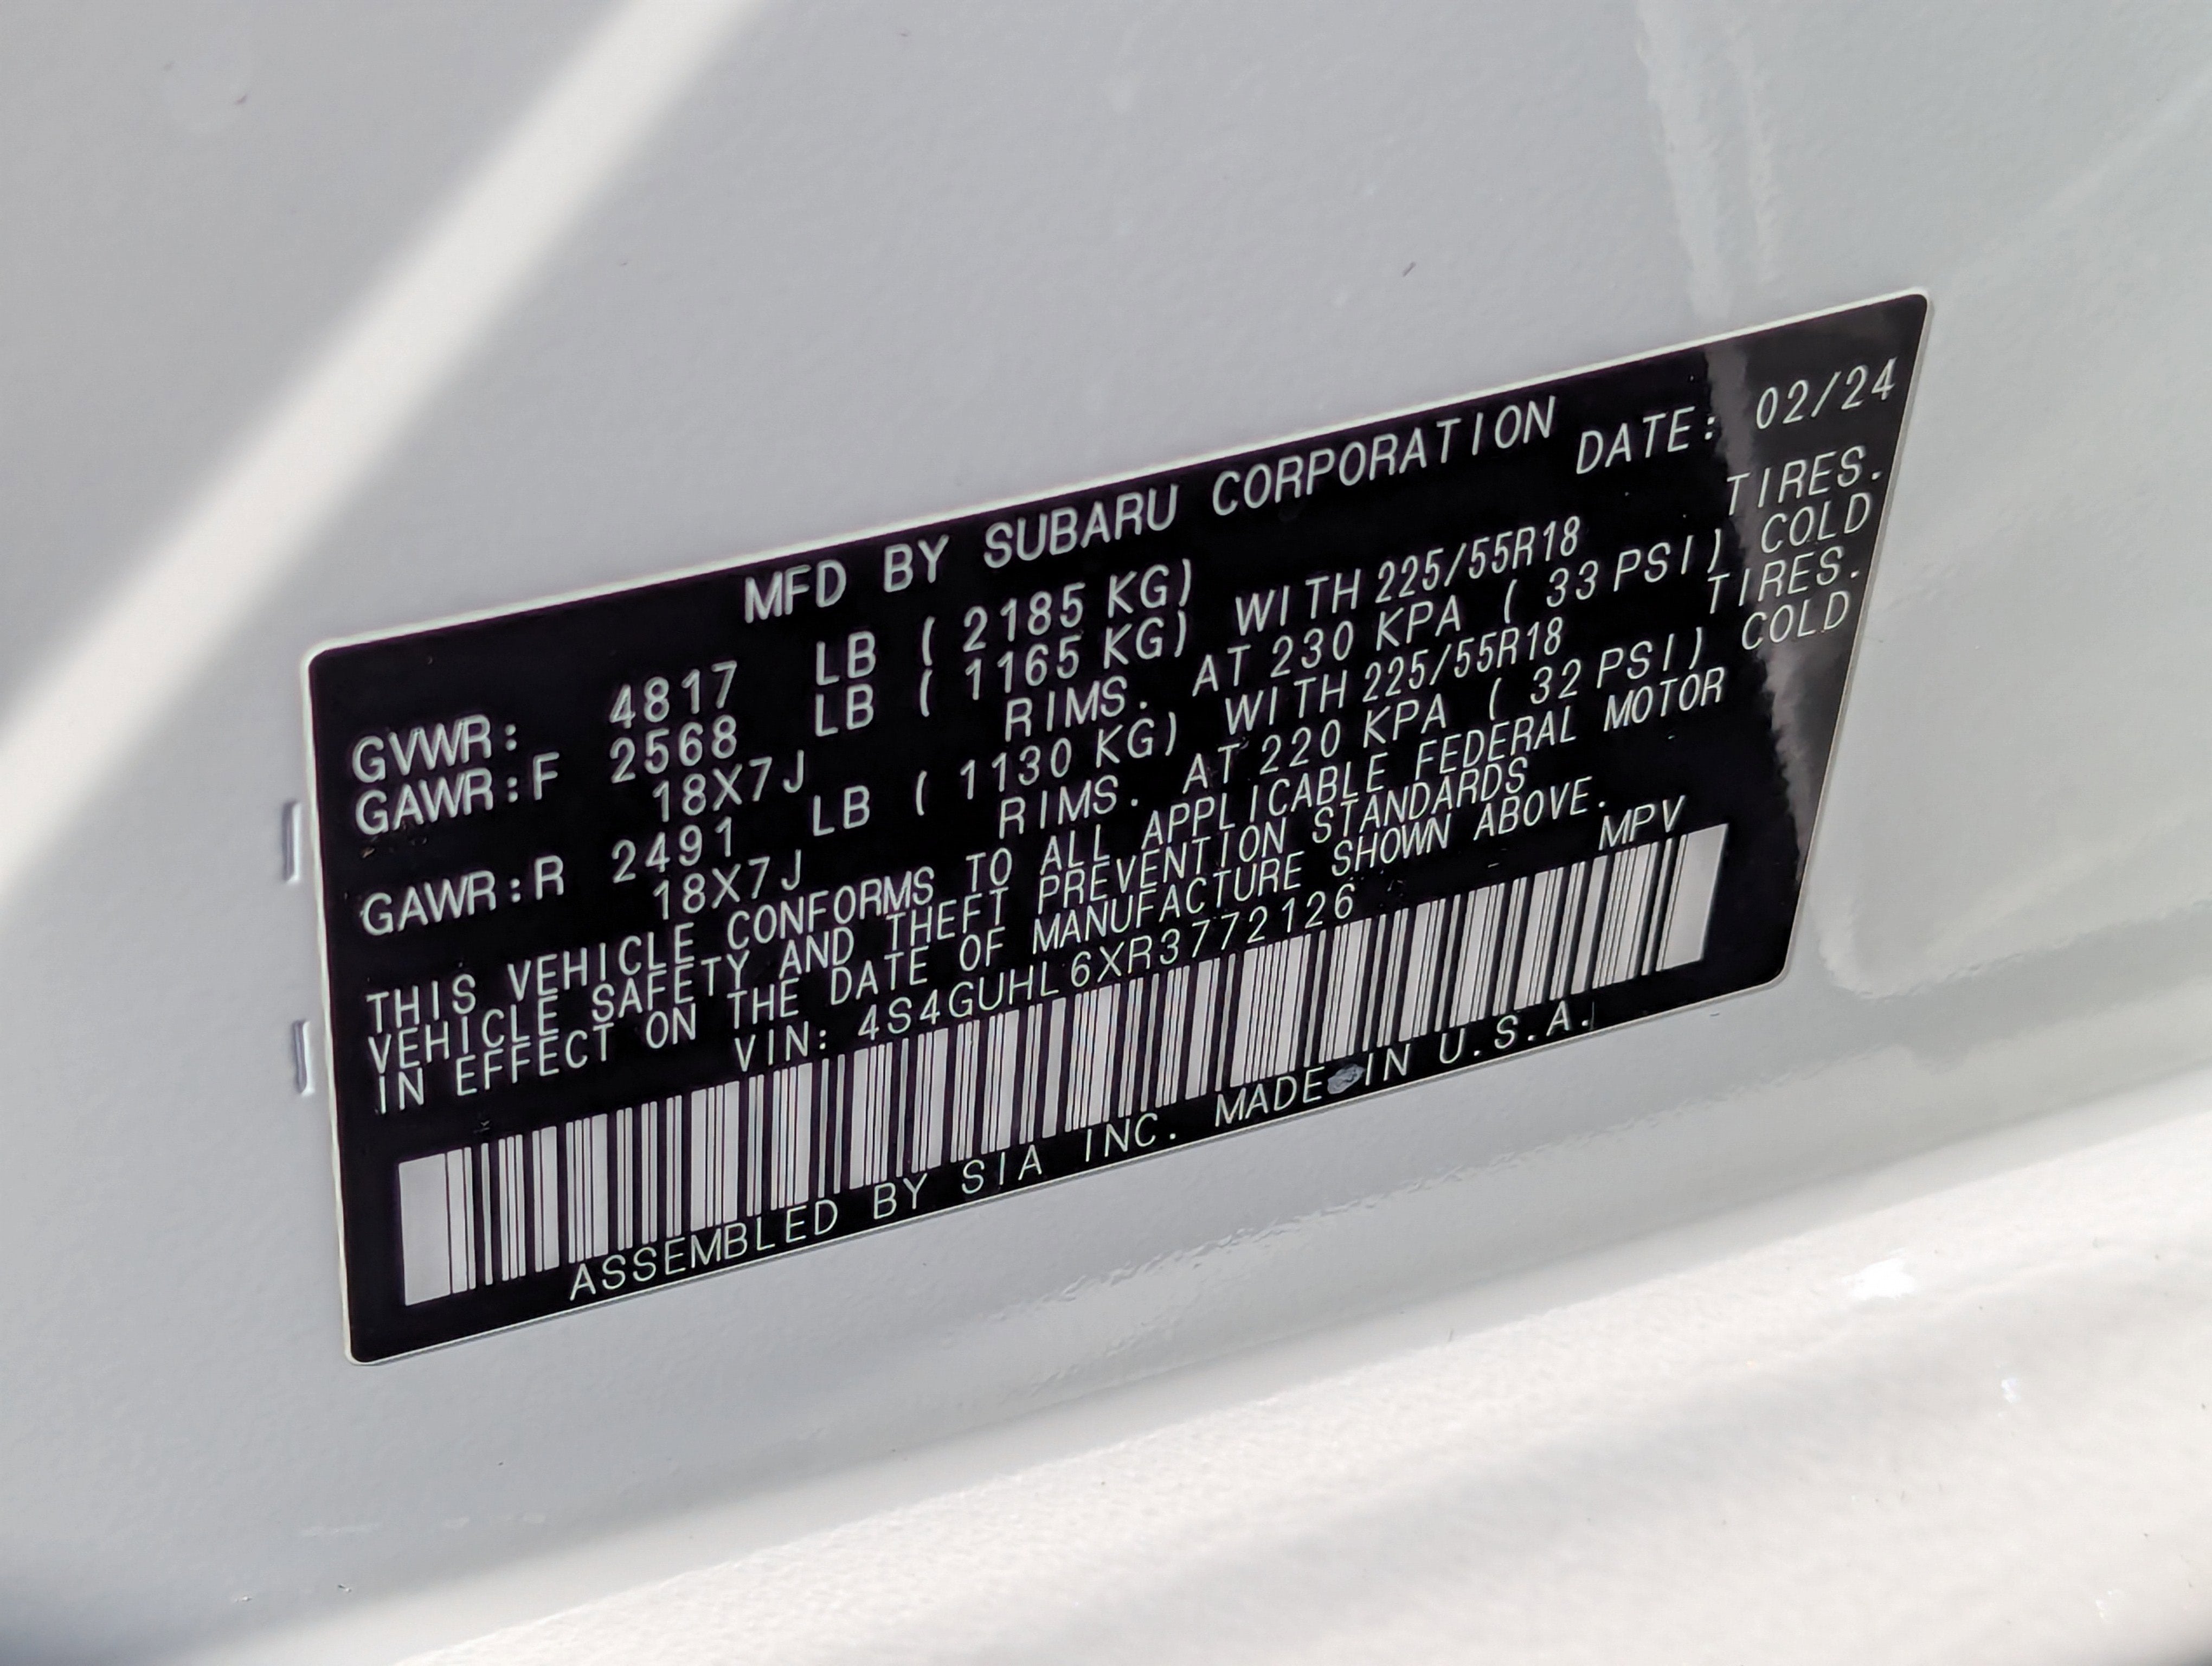 MFD BY SUBARU CORPORATION DATE: 02/24
GVWR: 4817 LB ( 2185 KG)
GAWR:F 2568 LB ( 1165 KG) WITH 225/55R18 TIRES.
18X7J RIMS. AT 230 KPA ( 33 PSI) COLD
GAWR:R 2491 LB ( 1130 KG) WITH 225/55R18 TIRES.
18X7J RIMS. AT 220 KPA ( 32 PSI) COLD
THIS VEHICLE CONFORMS TO ALL APPLICABLE FEDERAL MOTOR
VEHICLE SAFETY AND THEFT PREVENTION STANDARDS
IN EFFECT ON THE DATE OF MANUFACTURE SHOWN ABOVE.
VIN: 4S4GUHL6XR3772126 MPV
ASSEMBLED BY SIA INC. MADE IN U.S.A.